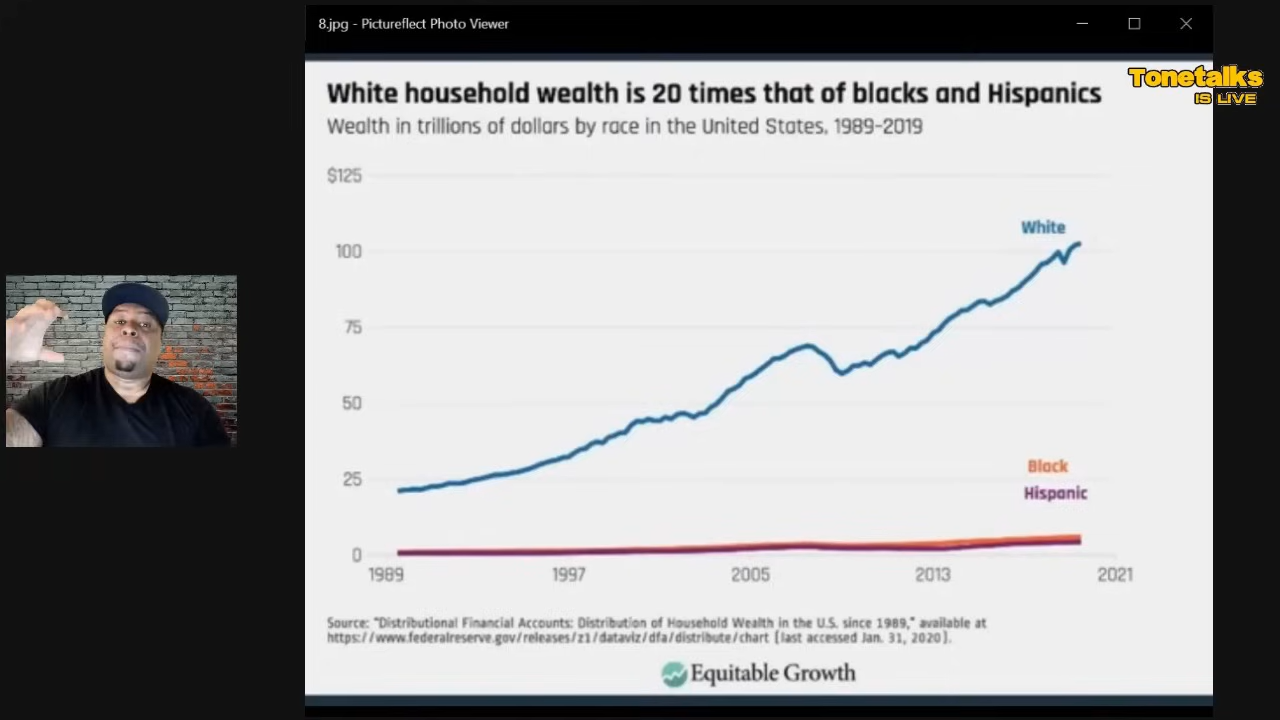 8.jpg - Pictureflect Photo Viewer
Tonetalks
IS LIVE
White household wealth is 20 times that of blacks and Hispanics
Wealth in trillions of dollars by race in the United States, 1989-2019
$125
White
100
75
50
Black
25
Hispanic
0
1989 1997 2005 2013 2021
Source: "Distributional Financial Accounts: Distribution of Household Wealth in the U.S. since 1989," available at
https://www.federalreserve.gov/releases/z1/dataviz/dfa/distribute/chart (last accessed Jan. 31, 2020).
Equitable Growth